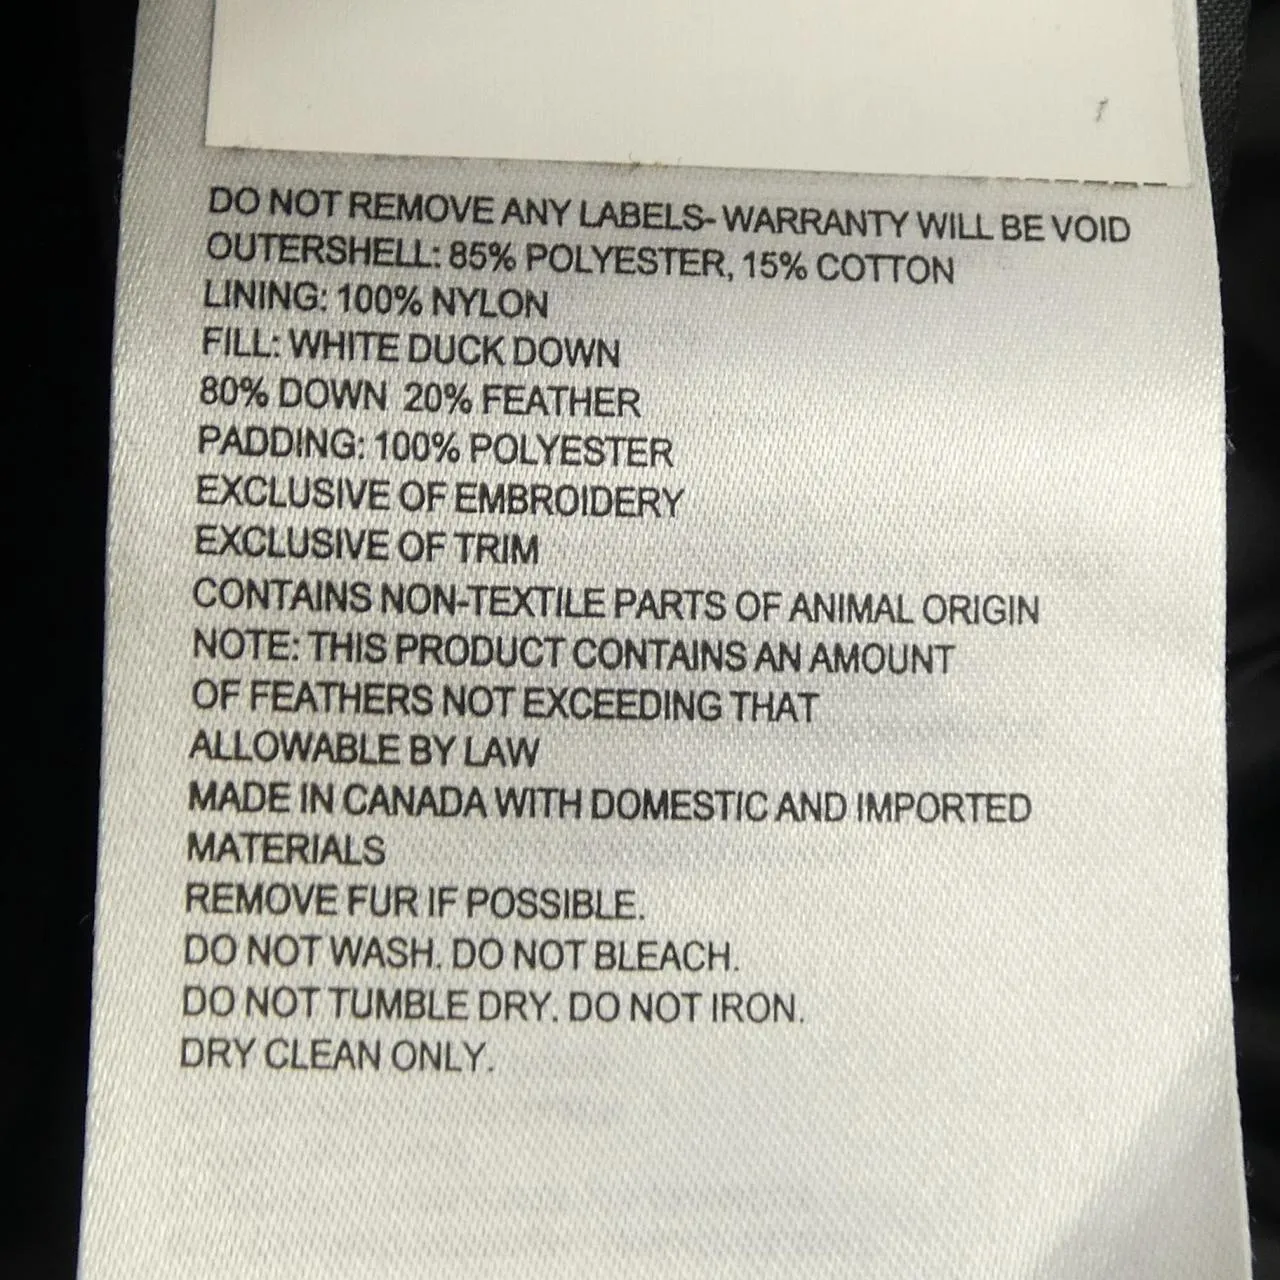 DO NOT REMOVE ANY LABELS- WARRANTY WILL BE VOID
OUTERSHELL: 85% POLYESTER, 15% COTTON
LINING: 100% NYLON
FILL: WHITE DUCK DOWN
80% DOWN 20% FEATHER
PADDING: 100% POLYESTER
EXCLUSIVE OF EMBROIDERY
EXCLUSIVE OF TRIM
CONTAINS NON-TEXTILE PARTS OF ANIMAL ORIGIN
NOTE: THIS PRODUCT CONTAINS AN AMOUNT
OF FEATHERS NOT EXCEEDING THAT
ALLOWABLE BY LAW
MADE IN CANADA WITH DOMESTIC AND IMPORTED
MATERIALS
REMOVE FUR IF POSSIBLE.
DO NOT WASH. DO NOT BLEACH.
DO NOT TUMBLE DRY. DO NOT IRON.
DRY CLEAN ONLY.